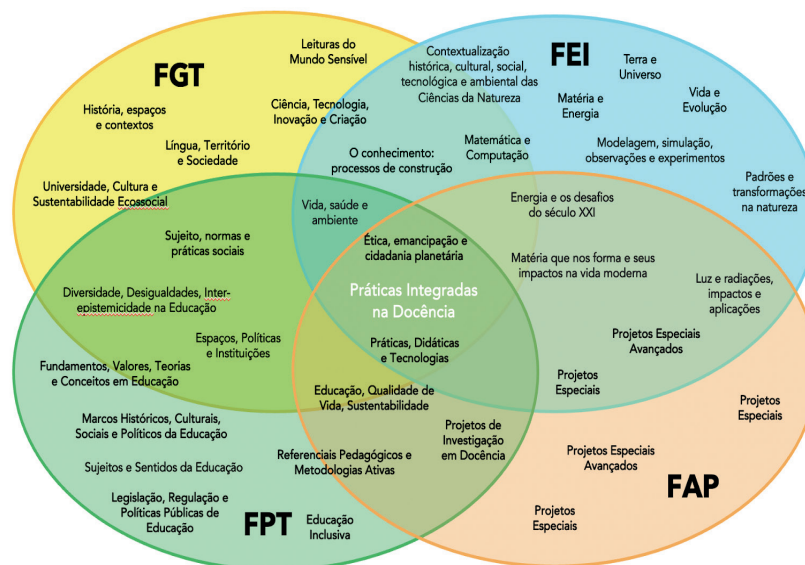 FGT
Leituras do
Mundo Sensível
História, espaços
e contextos
Ciência, Tecnologia,
Inovação e Criação
Língua, Território
e Sociedade
Universidade, Cultura e
Sustentabilidade Ecossocial
FEI
Contextualização
histórica, cultural, social,
tecnológica e ambiental das
Ciências da Natureza
Terra e
Universo
Matéria e
Energia
Vida e
Evolução
Matemática e
Computação
O conhecimento:
processos de construção
Modelagem, simulação,
observações e experimentos
Padrões e
transformações
na natureza
Vida, saúde e
ambiente
Energia e os desafios
do século XXI
Sujeito, normas e
práticas sociais
Ética, emancipação e
cidadania planetária
Matéria que nos forma e seus
impactos na vida moderna
Luz e radiações,
impactos e
aplicações
Diversidade, Desigualdades, Inter-
epistemicidade na Educação
Práticas Integradas
na Docência
Espaços, Políticas
e Instituições
Práticas, Didáticas
e Tecnologias
Projetos Especiais
Avançados
Fundamentos, Valores, Teorias
e Conceitos em Educação
Educação, Qualidade de
Vida, Sustentabilidade
Projetos
Especiais
Projetos
Especiais
Marcos Históricos, Culturais,
Sociais e Políticos da Educação
Projetos de
Investigação
em Docência
Sujeitos e Sentidos da Educação
Referenciais Pedagógicos e
Metodologias Ativas
Projetos Especiais
Avançados
FAP
Legislação, Regulação e
Políticas Públicas de
Educação
FPT
Educação
Inclusiva
Projetos
Especiais